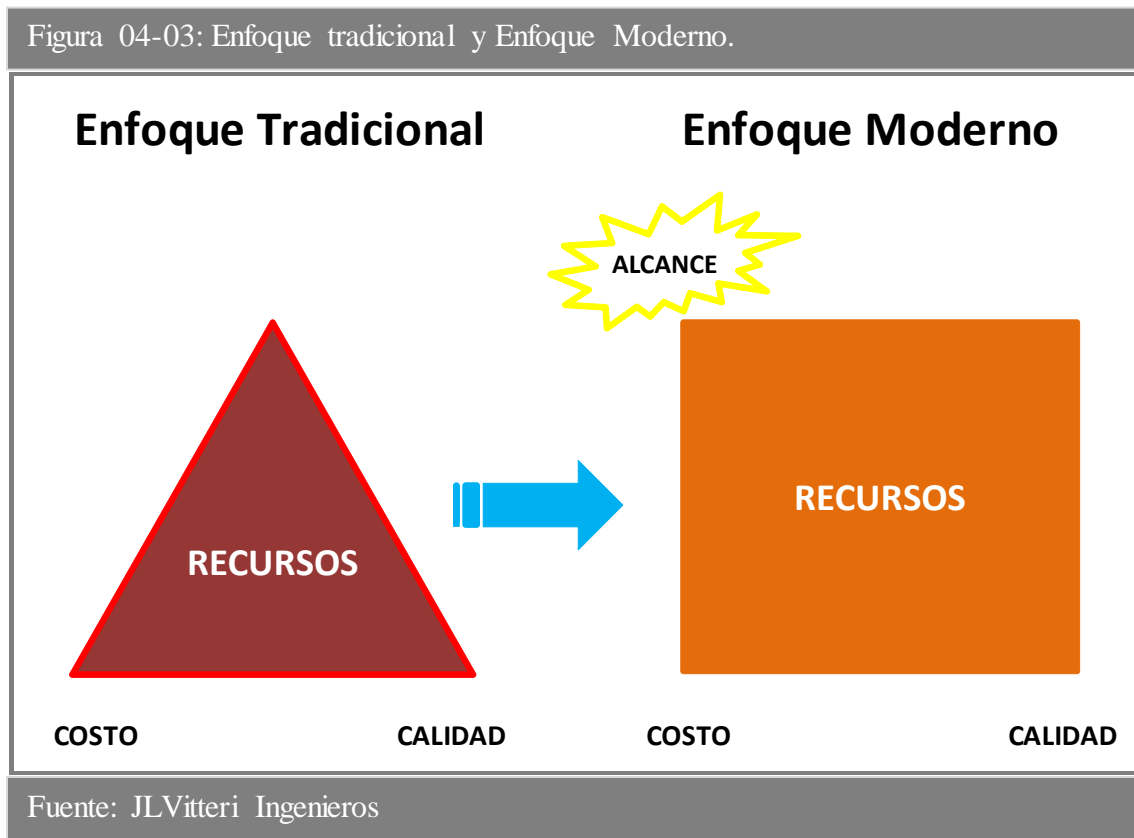 Figura 04-03: Enfoque tradicional y Enfoque Moderno.
Enfoque Tradicional
Enfoque Moderno
ALCANCE
RECURSOS
RECURSOS
COSTO
CALIDAD
COSTO
CALIDAD
Fuente: JLVitteri Ingenieros